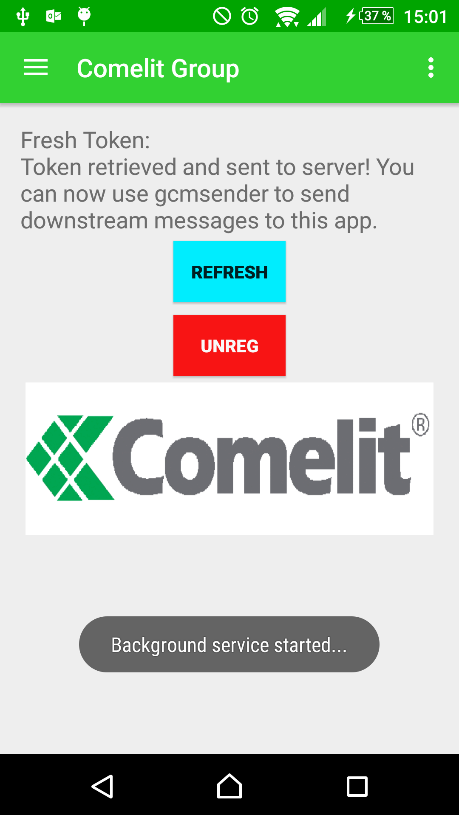 37 %
15:01
Comelit Group
Fresh Token:
Token retrieved and sent to server! You
can now use gcmsender to send
downstream messages to this app.
REFRESH
UNREG
Comelit®
Background service started...